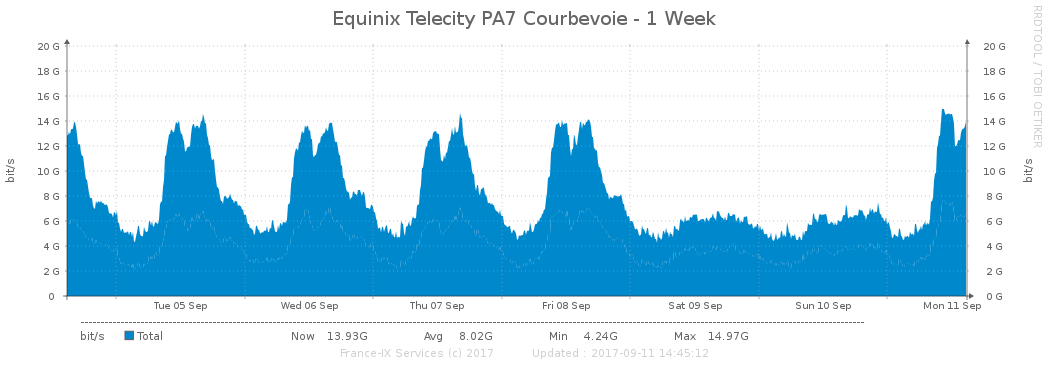 Equinix Telecity PA7 Courbevoie - 1 Week
RRDTOOL / TOBI OETIKER
20 G 20 G
18 G 18 G
16 G 16 G
14 G 14 G
12 G 12 G
10 G 10 G
8 G 8 G
6 G 6 G
4 G 4 G
2 G 2 G
0 0 G
bit/s bit/s
Tue 05 Sep Wed 06 Sep Thu 07 Sep Fri 08 Sep Sat 09 Sep Sun 10 Sep Mon 11 Sep
bit/s Total Now 13.93G Avg 8.02G Min 4.24G Max 14.97G
France-IX Services (c) 2017 Updated : 2017-09-11 14:45:12